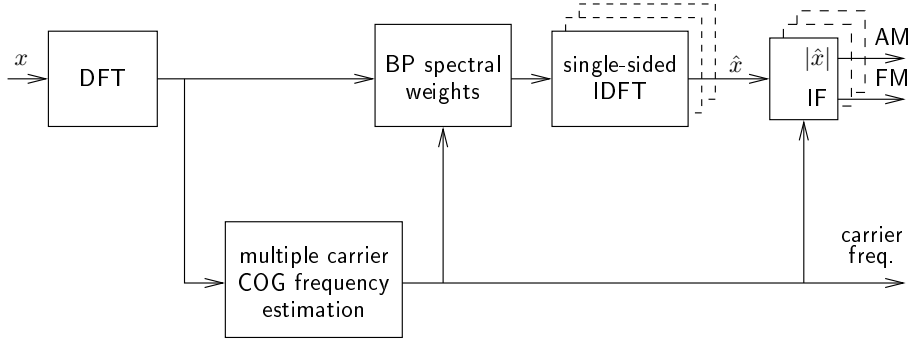 x
DFT
BP spectral
weights
single-sided
IDFT
x̂
|x̂|
IF
AM
FM
multiple carrier
COG frequency
estimation
carrier
freq.